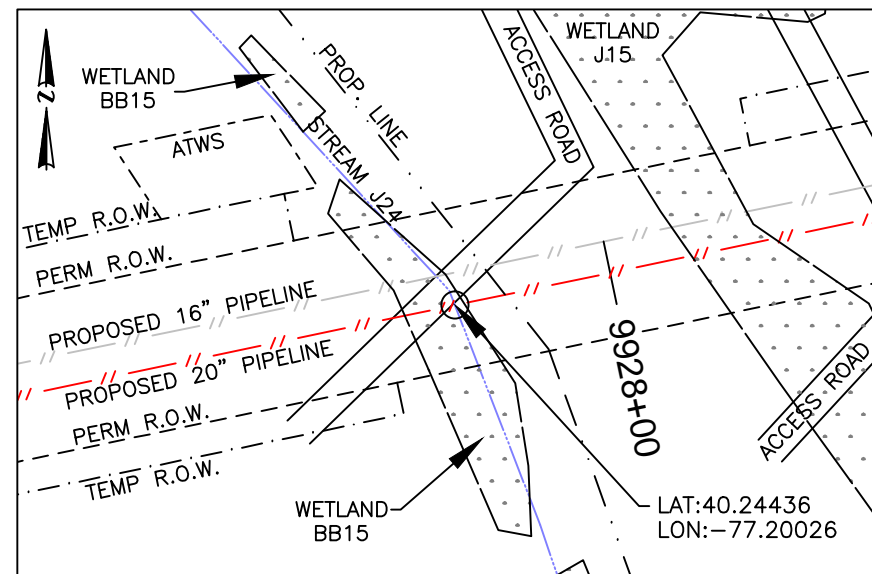 WETLAND
J15
ACCESS ROAD
PROP. LINE
WETLAND
BB15
N
ATWS
STREAM J24
TEMP R.O.W.
PERM R.O.W.
PROPOSED 16" PIPELINE
PROPOSED 20" PIPELINE
PERM R.O.W.
TEMP R.O.W.
9928+00
ACCESS ROAD
WETLAND
BB15
LAT:40.24436
LON:-77.20026